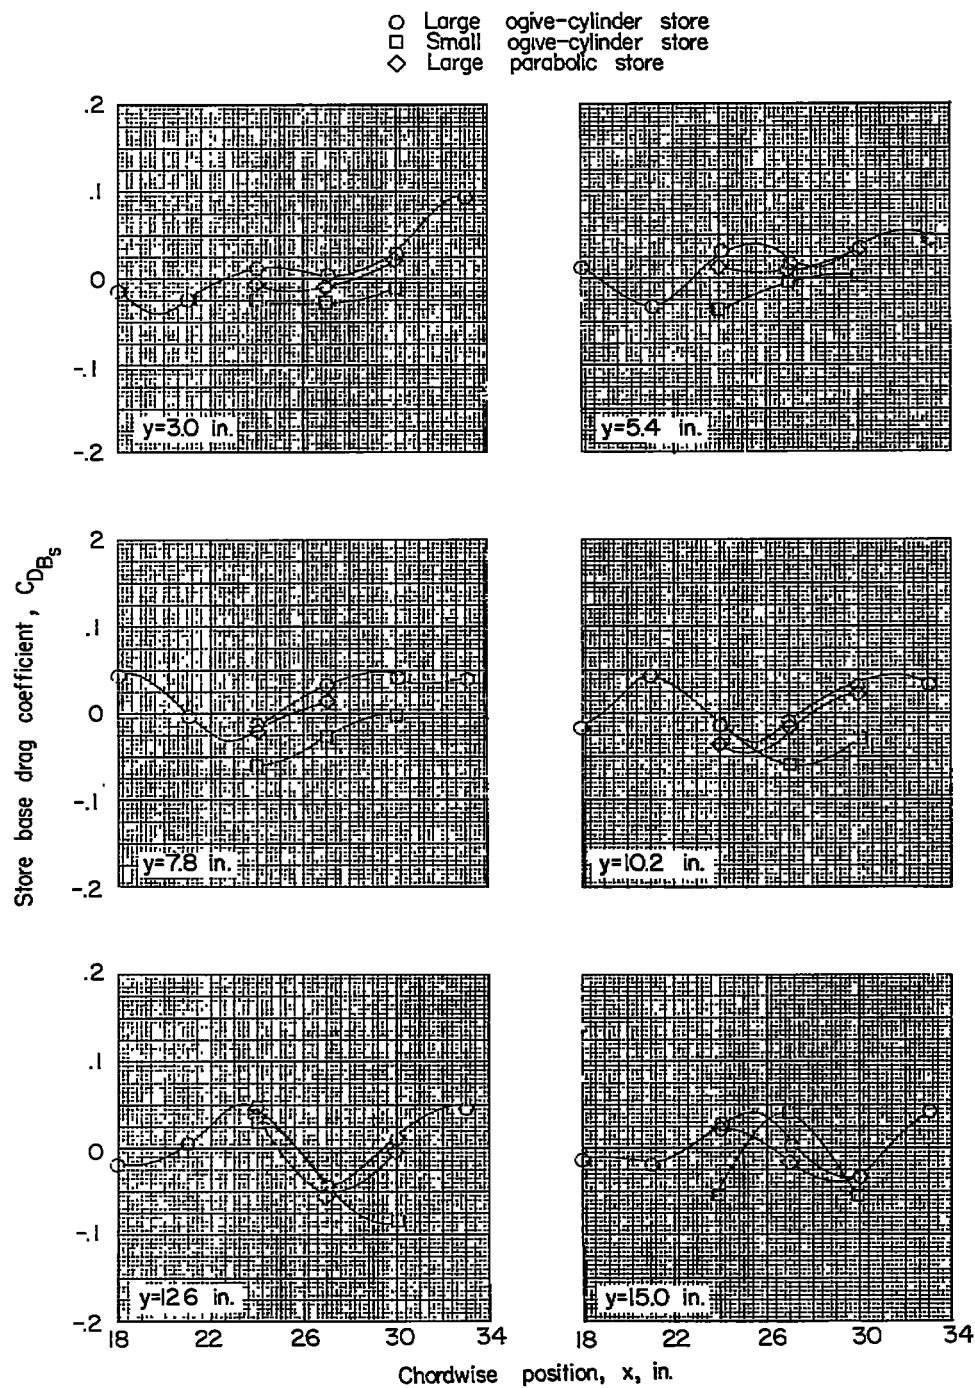 Large ogive-cylinder store
Small ogive-cylinder store
Large parabolic store
.2
.1
0
-.1
-.2
y=3.0 in.
y=5.4 in.
Store base drag coefficient, CDBs
2
.1
0
-.1
-.2
y=7.8 in.
y=10.2 in.
.2
.1
0
-.1
-.2
y=12.6 in.
y=15.0 in.
18 22 26 30 34
18 22 26 30 34
Chordwise position, x, in.